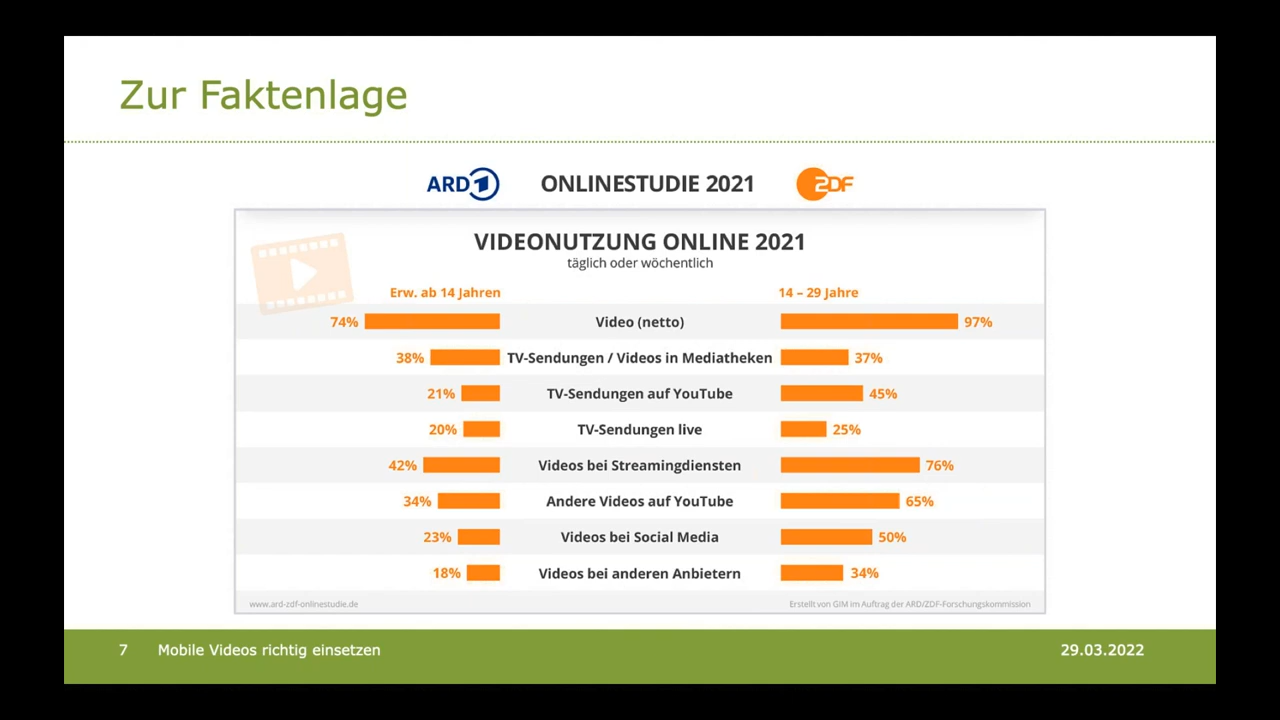 Zur Faktenlage
ARD 1 ONLINESTUDIE 2021 2DF
VIDEONUTZUNG ONLINE 2021
täglich oder wöchentlich
Erw. ab 14 Jahren 14 – 29 Jahre
74% Video (netto) 97%
38% TV-Sendungen / Videos in Mediatheken 37%
21% TV-Sendungen auf YouTube 45%
20% TV-Sendungen live 25%
42% Videos bei Streamingdiensten 76%
34% Andere Videos auf YouTube 65%
23% Videos bei Social Media 50%
18% Videos bei anderen Anbietern 34%
www.ard-zdf-onlinestudie.de Erstellt von GIM im Auftrag der ARD/ZDF-Forschungskommission
7 Mobile Videos richtig einsetzen 29.03.2022